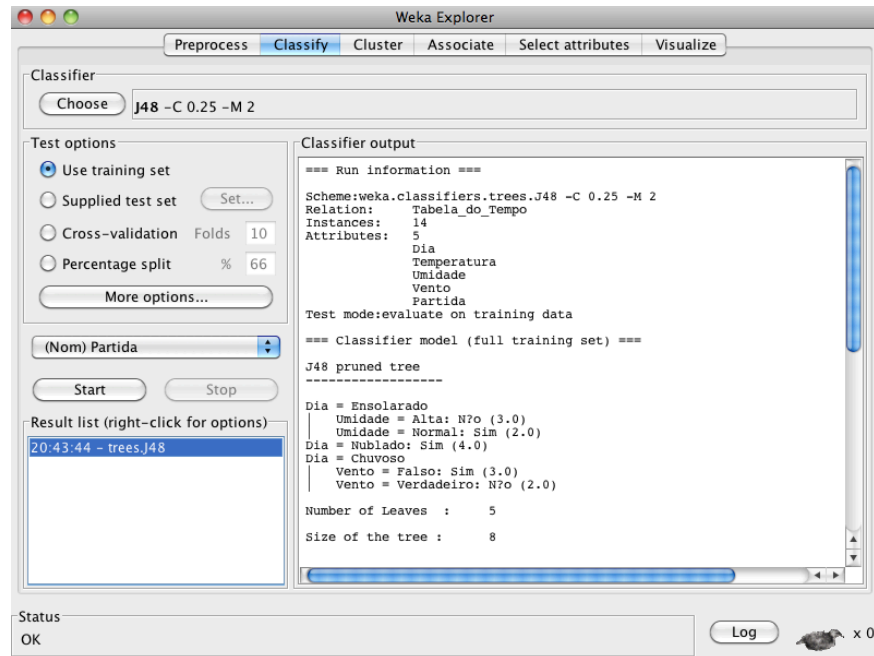 Weka Explorer
Preprocess Classify Cluster Associate Select attributes Visualize
Classifier
Choose J48 -C 0.25 -M 2
Test options
Use training set
Supplied test set Set...
Cross-validation Folds 10
Percentage split % 66
More options...
(Nom) Partida
Start Stop
Result list (right-click for options)
20:43:44 - trees.J48
Classifier output
=== Run information ===
Scheme:weka.classifiers.trees.J48 -C 0.25 -M 2
Relation: Tabela_do_Tempo
Instances: 14
Attributes: 5
Dia
Temperatura
Umidade
Vento
Partida
Test mode:evaluate on training data
=== Classifier model (full training set) ===
J48 pruned tree
------------------
Dia = Ensolarado
| Umidade = Alta: N?o (3.0)
| Umidade = Normal: Sim (2.0)
Dia = Nublado: Sim (4.0)
Dia = Chuvoso
| Vento = Falso: Sim (3.0)
| Vento = Verdadeiro: N?o (2.0)
Number of Leaves : 5
Size of the tree : 8
Status
OK
Log x 0